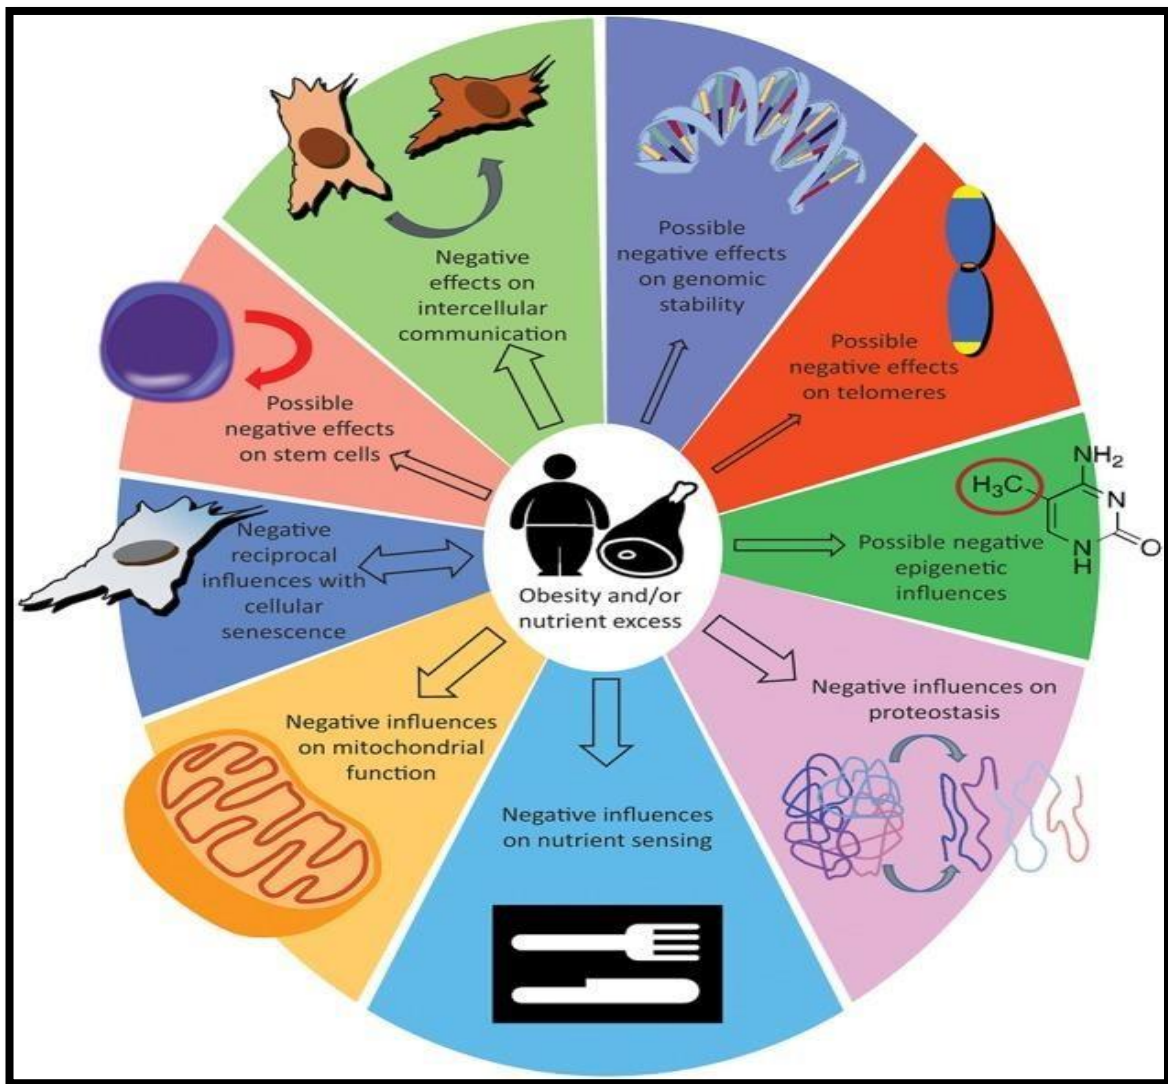 Negative
effects on
intercellular
communication
Possible
negative effects
on genomic
stability
Possible
negative effects
on telomeres
NH₂
H₃C
N
NH
O
Possible negative
epigenetic
influences
Negative influences on
proteostasis
Negative influences
on nutrient sensing
Negative influences
on mitochondrial
function
Negative
reciprocal
influences with
cellular
senescence
Possible
negative effects
on stem cells
Obesity and/or
nutrient excess